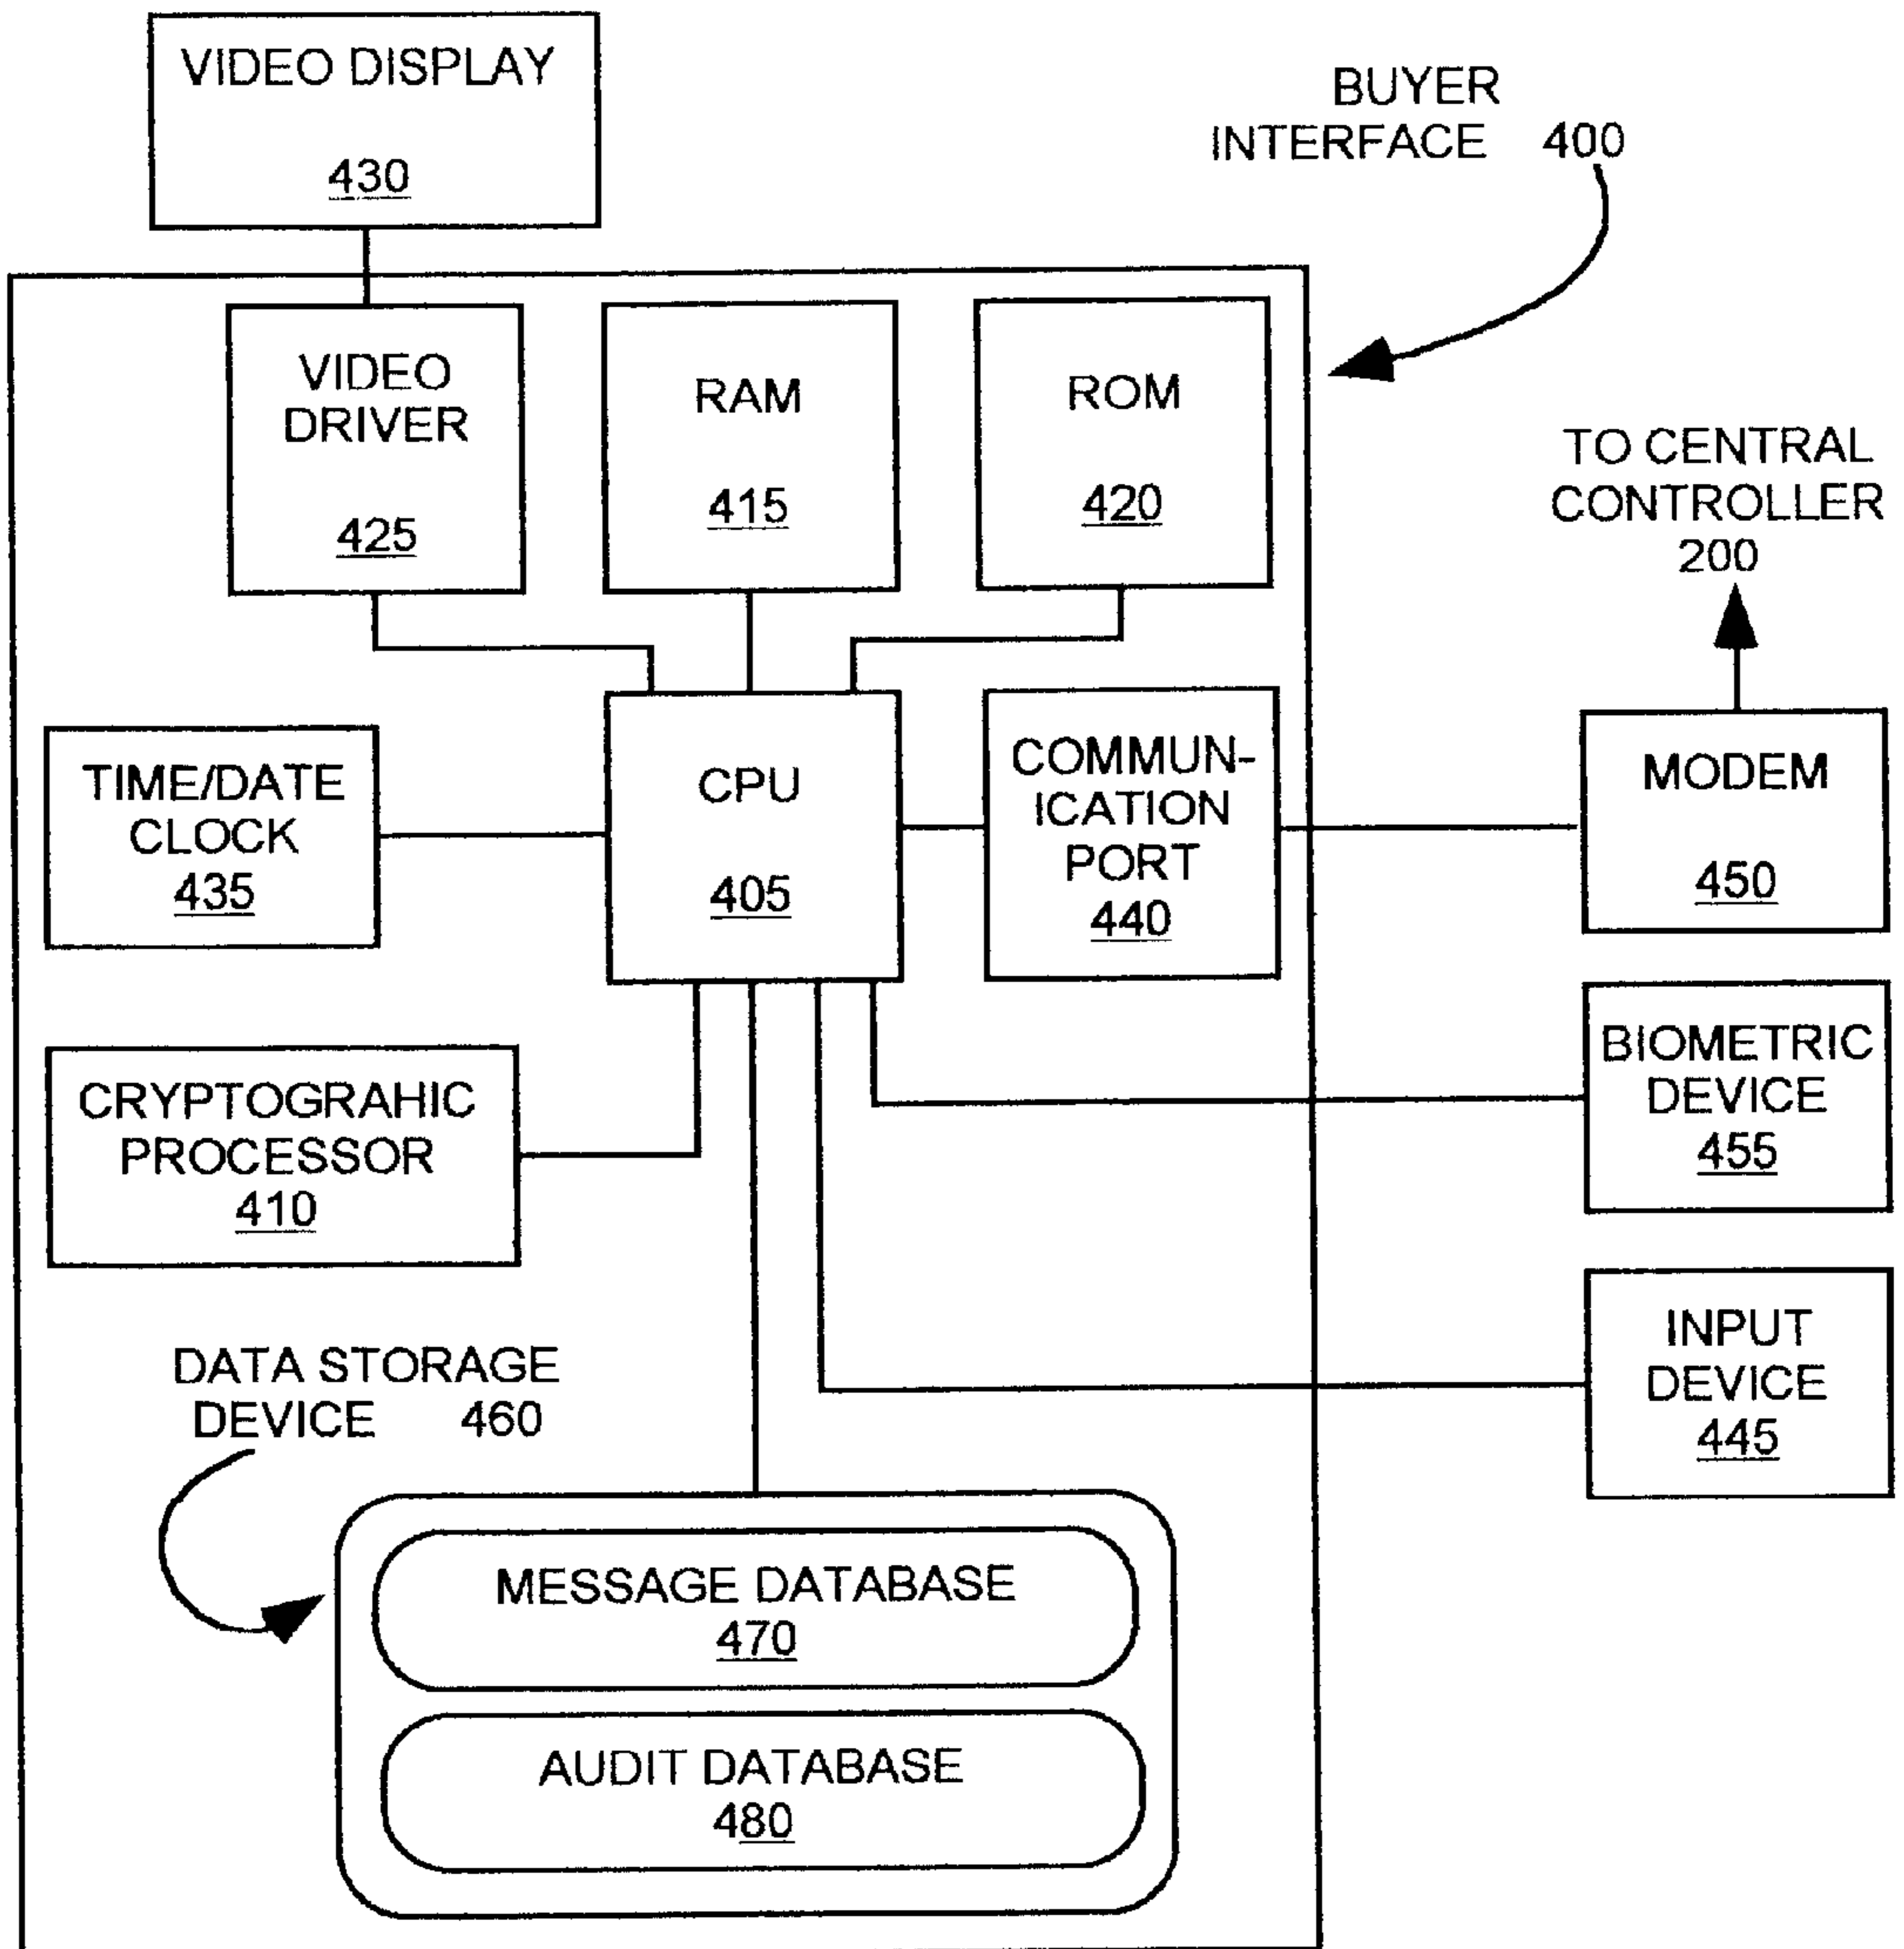 VIDEO DISPLAY
430
BUYER
INTERFACE 400
VIDEO
DRIVER
425
RAM
415
ROM
420
TO CENTRAL
CONTROLLER
200
TIME/DATE
CLOCK
435
CPU
405
COMMUN-
ICATION
PORT
440
MODEM
450
CRYPTOGRAHIC
PROCESSOR
410
BIOMETRIC
DEVICE
455
INPUT
DEVICE
445
DATA STORAGE
DEVICE 460
MESSAGE DATABASE
470
AUDIT DATABASE
480